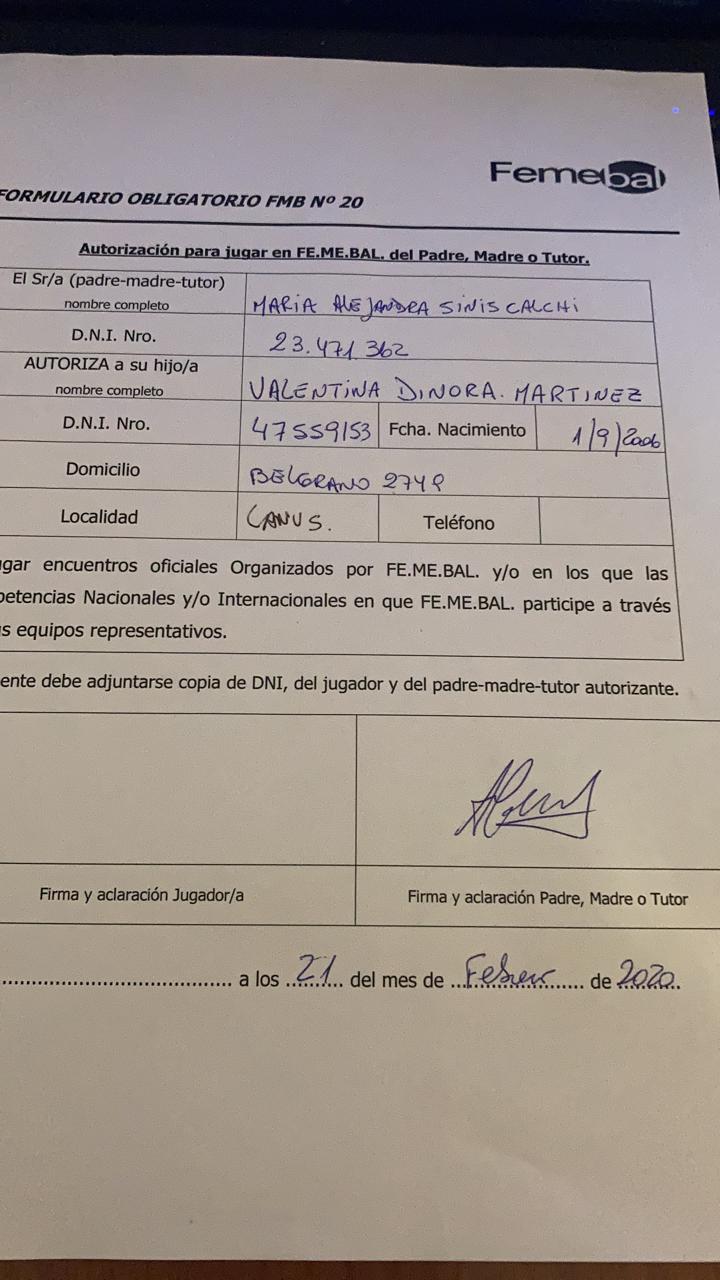 Femebal
FORMULARIO OBLIGATORIO FMB Nº 20
Autorización para jugar en FE.ME.BAL. del Padre, Madre o Tutor.
El Sr/a (padre-madre-tutor)
nombre completo
MARIA ALEJANDRA SINISCALCHI
D.N.I. Nro.
23.471362
AUTORIZA a su hijo/a
nombre completo
VALENTINA DINORA. MARTINEZ
D.N.I. Nro.
47559153
Fcha. Nacimiento
1/9/2006
Domicilio
BELGRANO
Localidad
LANUS.
Teléfono
gar encuentros oficiales Organizados por FE.ME.BAL. y/o en los que las
petencias Nacionales y/o Internacionales en que FE.ME.BAL. participe a través
s equipos representativos.
ente debe adjuntarse copia de DNI, del jugador y del padre-madre-tutor autorizante.
Firma y aclaración Jugador/a
Firma y aclaración Padre, Madre o Tutor
.................................... a los 21 del mes de Febrero de 2020.